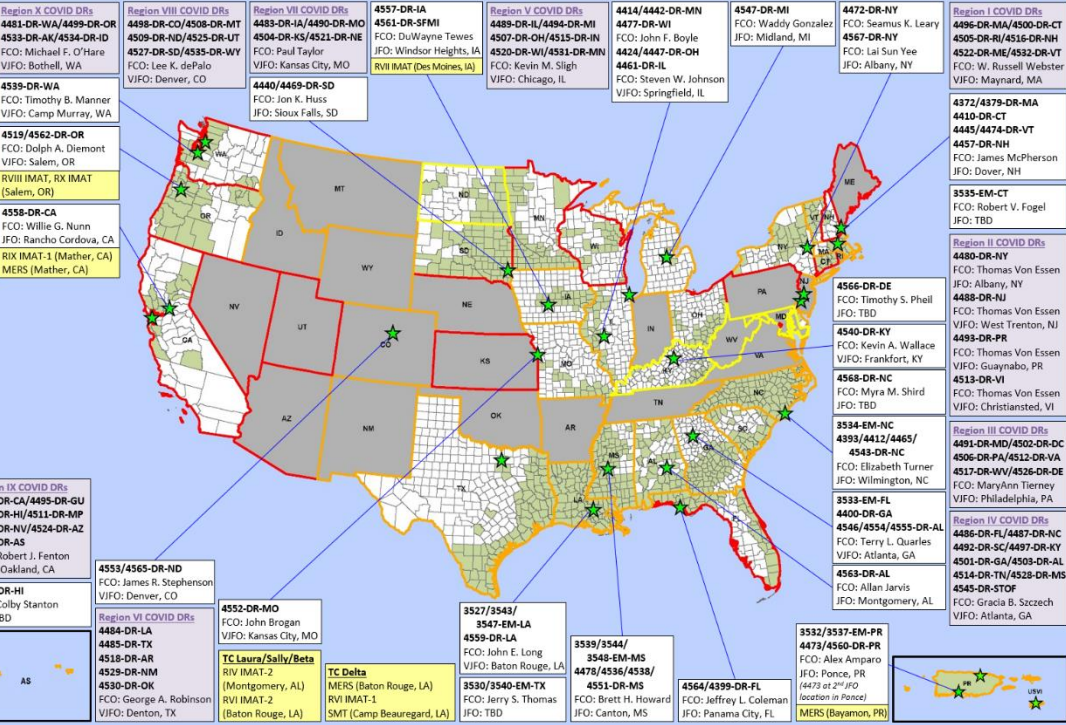 Region X COVID DRs
4481-DR-WA/4499-DR-OR
4533-DR-AK/4534-DR-ID
FCO: Michael F. O'Hare
VJFO: Bothell, WA
Region VIII COVID DRs
4498-DR-CO/4508-DR-MT
4509-DR-ND/4525-DR-UT
4527-DR-SD/4535-DR-WY
FCO: Lee K. dePalo
VJFO: Denver, CO
Region VII COVID DRs
4483-DR-IA/4490-DR-MO
4504-DR-KS/4521-DR-NE
FCO: Paul Taylor
VJFO: Kansas City, MO
4557-DR-IA
4561-DR-SFMI
FCO: DuWayne Tewes
JFO: Windsor Heights, IA
RVII IMAT (Des Moines, IA)
Region V COVID DRs
4489-DR-IL/4494-DR-MI
4507-DR-OH/4515-DR-IN
4520-DR-WI/4531-DR-MN
FCO: Kevin M. Sligh
VJFO: Chicago, IL
4414/4442-DR-MN
4477-DR-WI
FCO: John F. Boyle
4424/4447-DR-OH
4461-DR-IL
FCO: Steven W. Johnson
VJFO: Springfield, IL
4547-DR-MI
FCO: Waddy Gonzalez
JFO: Midland, MI
4472-DR-NY
FCO: Seamus K. Leary
4567-DR-NY
FCO: Lai Sun Yee
JFO: Albany, NY
Region I COVID DRs
4496-DR-MA/4500-DR-CT
4505-DR-RI/4516-DR-NH
4522-DR-ME/4532-DR-VT
FCO: W. Russell Webster
VJFO: Maynard, MA
4539-DR-WA
FCO: Timothy B. Manner
VJFO: Camp Murray, WA
4440/4469-DR-SD
FCO: Jon K. Huss
JFO: Sioux Falls, SD
4519/4562-DR-OR
FCO: Dolph A. Diemont
VJFO: Salem, OR
RVIII IMAT, RX IMAT
(Salem, OR)
4558-DR-CA
FCO: Willie G. Nunn
JFO: Rancho Cordova, CA
RIX IMAT-1 (Mather, CA)
MERS (Mather, CA)
4372/4379-DR-MA
4410-DR-CT
4445/4474-DR-VT
4457-DR-NH
FCO: James McPherson
JFO: Dover, NH
3535-EM-CT
FCO: Robert V. Fogel
JFO: TBD
Region II COVID DRs
4480-DR-NY
FCO: Thomas Von Essen
JFO: Albany, NY
4488-DR-NJ
FCO: Thomas Von Essen
VJFO: West Trenton, NJ
4493-DR-PR
FCO: Thomas Von Essen
VJFO: Guaynabo, PR
4513-DR-VI
FCO: Thomas Von Essen
VJFO: Christiansted, VI
Region III COVID DRs
4491-DR-MD/4502-DR-DC
4506-DR-PA/4512-DR-VA
4517-DR-WV/4526-DR-DE
FCO: MaryAnn Tierney
VJFO: Philadelphia, PA
Region IV COVID DRs
4486-DR-FL/4487-DR-NC
4492-DR-SC/4497-DR-KY
4501-DR-GA/4503-DR-AL
4514-DR-TN/4528-DR-MS
4545-DR-STOF
FCO: Gracia B. Szczech
VJFO: Atlanta, GA
4566-DR-DE
FCO: Timothy S. Pheil
JFO: TBD
4540-DR-KY
FCO: Kevin A. Wallace
VJFO: Frankfort, KY
4568-DR-NC
FCO: Myra M. Shird
JFO: TBD
3534-EM-NC
4393/4412/4465/
4543-DR-NC
FCO: Elizabeth Turner
JFO: Wilmington, NC
3533-EM-FL
4400-DR-GA
4546/4554/4555-DR-AL
FCO: Terry L. Quarles
VJFO: Atlanta, GA
4563-DR-AL
FCO: Allan Jarvis
JFO: Montgomery, AL
WA
OR
CA
ID
NV
MT
WY
UT
CO
AZ
NM
ND
SD
NE
KS
OK
TX
MN
IA
MO
AR
LA
WI
IL
IN
OH
KY
TN
MS
AL
GA
FL
SC
NC
VA
WV
MD
PA
NJ
NY
VT
NH
ME
MA
CT
RI
n IX COVID DRs
DR-CA/4495-DR-GU
DR-HI/4511-DR-MP
DR-NV/4524-DR-AZ
DR-AS
Robert J. Fenton
Oakland, CA
DR-HI
Colby Stanton
BD
AS
4553/4565-DR-ND
FCO: James R. Stephenson
VJFO: Denver, CO
Region VI COVID DRs
4484-DR-LA
4485-DR-TX
4518-DR-AR
4529-DR-NM
4530-DR-OK
FCO: George A. Robinson
VJFO: Denton, TX
4552-DR-MO
FCO: John Brogan
VJFO: Kansas City, MO
TC Laura/Sally/Beta
RIV IMAT-2
(Montgomery, AL)
RVI IMAT-2
(Baton Rouge, LA)
TC Delta
MERS (Baton Rouge, LA)
RVI IMAT-1
SMT (Camp Beauregard, LA)
3527/3543/
3547-EM-LA
4559-DR-LA
FCO: John E. Long
VJFO: Baton Rouge, LA
3530/3540-EM-TX
FCO: Jerry S. Thomas
JFO: TBD
3539/3544/
3548-EM-MS
4478/4536/4538/
4551-DR-MS
FCO: Brett H. Howard
JFO: Canton, MS
4564/4399-DR-FL
FCO: Jeffrey L. Coleman
JFO: Panama City, FL
3532/3537-EM-PR
4473/4560-DR-PR
FCO: Alex Amparo
JFO: Ponce, PR
(4473 at 2nd JFO
location in Ponce)
MERS (Bayamon, PR)
PR
USVI